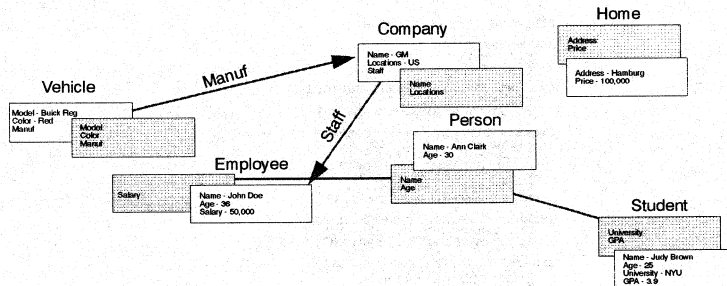 Home
Company
Address
Price
Name - GM
Locations - US
Staff
Address - Hamburg
Price - 100,000
Manuf
Name
Locations
Vehicle
Model - Buick Reg
Color - Red
Manuf
Model
Color
Manuf
Staff
Person
Name - Ann Clark
Age - 30
Employee
Salary
Name - John Doe
Age - 36
Salary - 50,000
Name
Age
Student
University
GPA
Name - Judy Brown
Age - 25
University - NYU
GPA - 3.9